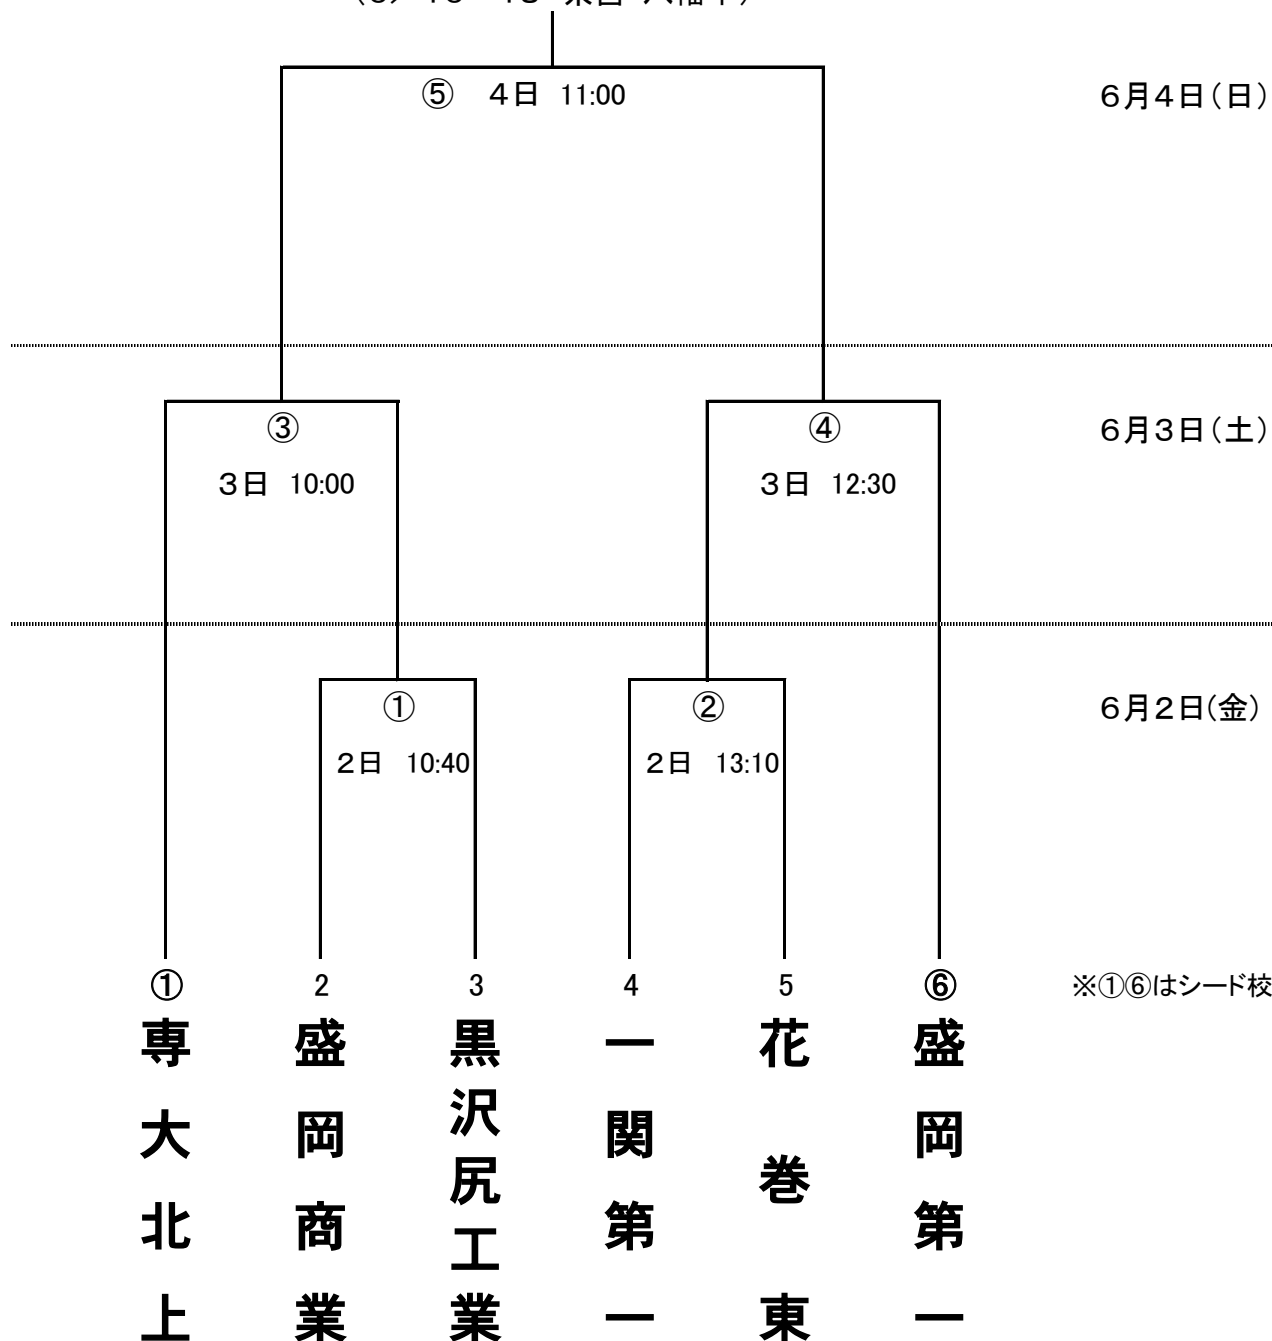 ⑤ 4日 11:00
6月4日(日)
③
④
6月3日(土)
3日 10:00
3日 12:30
①
②
6月2日(金)
2日 10:40
2日 13:10
① 2 3 4 5 ⑥
※①⑥はシード校
専大北上
盛岡商業
黒沢尻工業
一関第一
花巻東
盛岡第一